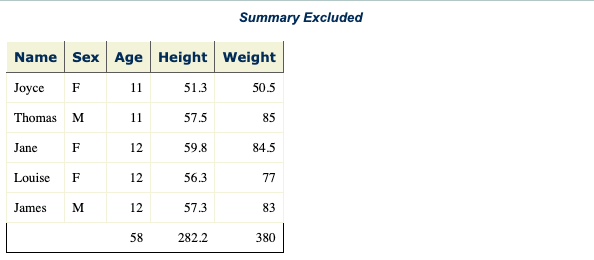 Summary Excluded
Name Sex Age Height Weight
Joyce F 11 51.3 50.5
Thomas M 11 57.5 85
Jane F 12 59.8 84.5
Louise F 12 56.3 77
James M 12 57.3 83
58 282.2 380